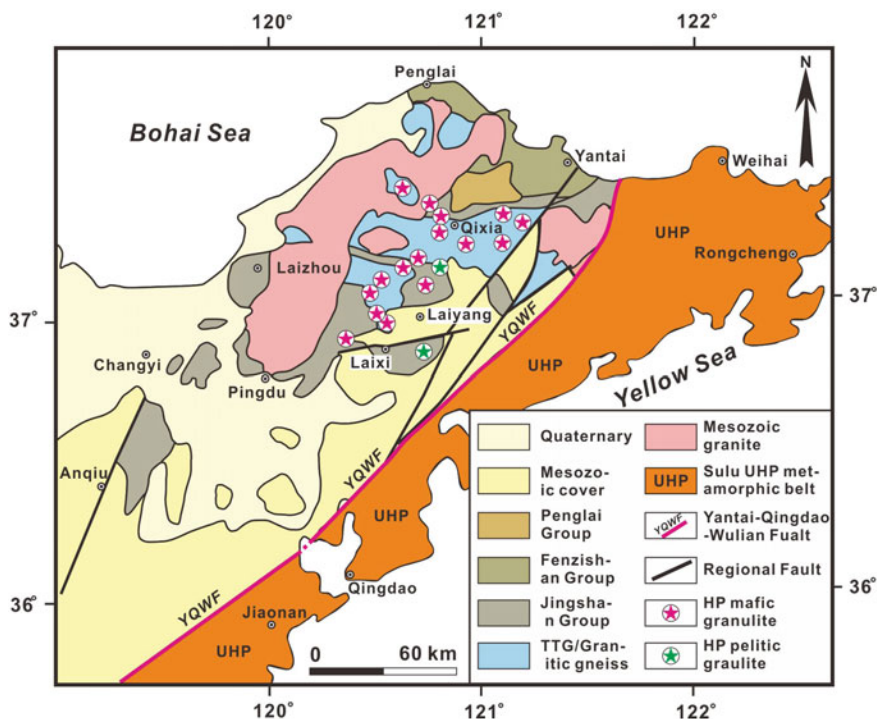 120°
121°
122°
Penglai
N
Bohai Sea
Yantai
Weihai
Qixia
UHP
Rongcheng
Laizhou
37°
37°
Laiyang
YQWF
Changyi
Laixi
UHP
Yellow Sea
Pingdu
Anqiu
YQWF
UHP
36°
36°
Qingdao
YQWF
Jiaonan
UHP
0 60 km
Quaternary
Mesozo-
ic cover
Penglai
Group
Fenzish-
an Group
Jingsha-
n Group
TTG/Gran-
itic gneiss
Mesozoic
granite
UHP
Sulu UHP met-
amorphic belt
YQWF
Yantai-Qingdao
-Wulian Fualt
Regional Fault
HP mafic
granulite
HP pelitic
graulite
120°
121°
122°